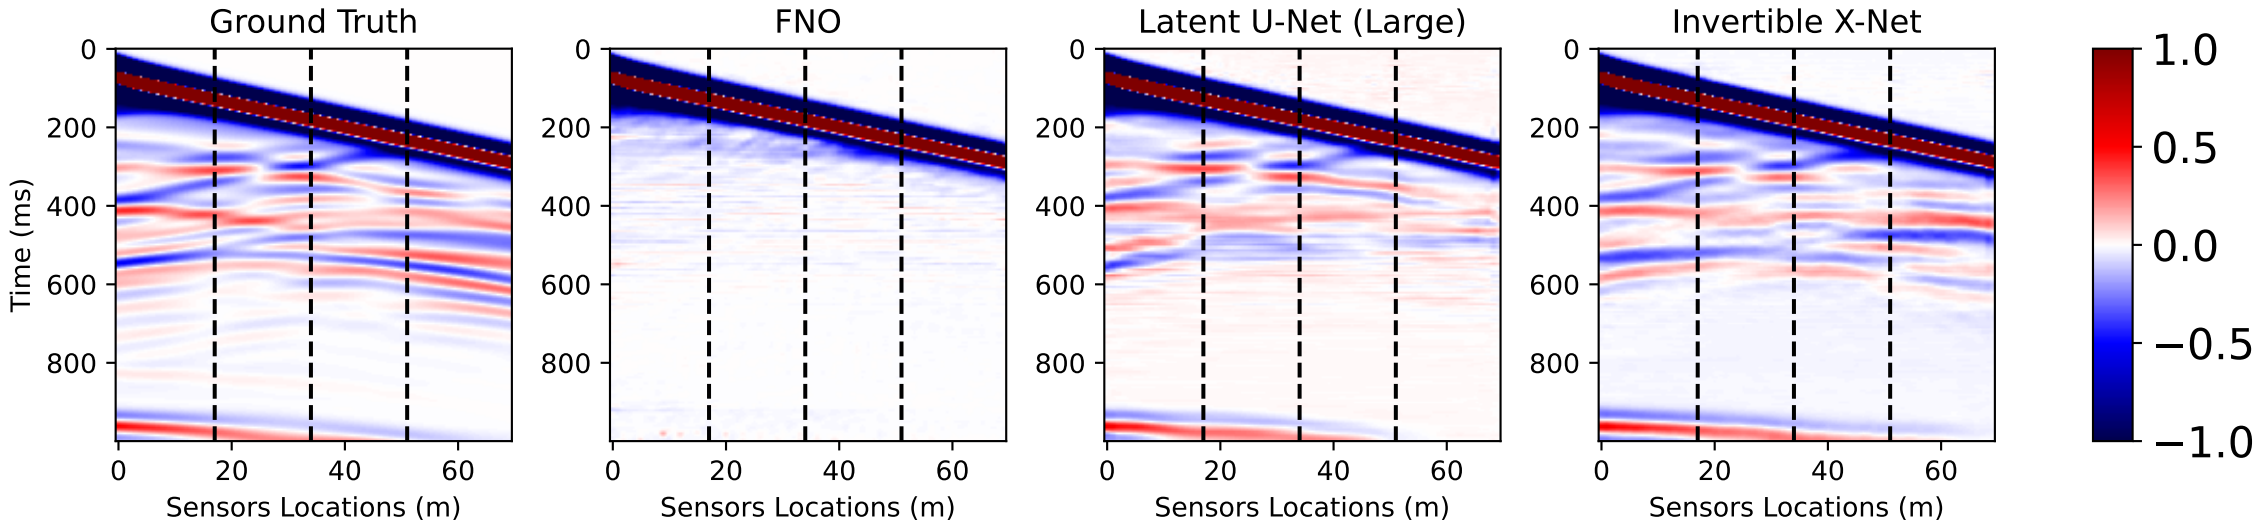 Ground Truth
FNO
Latent U-Net (Large)
Invertible X-Net
Time (ms)
0
200
400
600
800
0 20 40 60
Sensors Locations (m)
0
200
400
600
800
0 20 40 60
Sensors Locations (m)
0
200
400
600
800
0 20 40 60
Sensors Locations (m)
0
200
400
600
800
0 20 40 60
Sensors Locations (m)
1.0
0.5
0.0
−0.5
−1.0